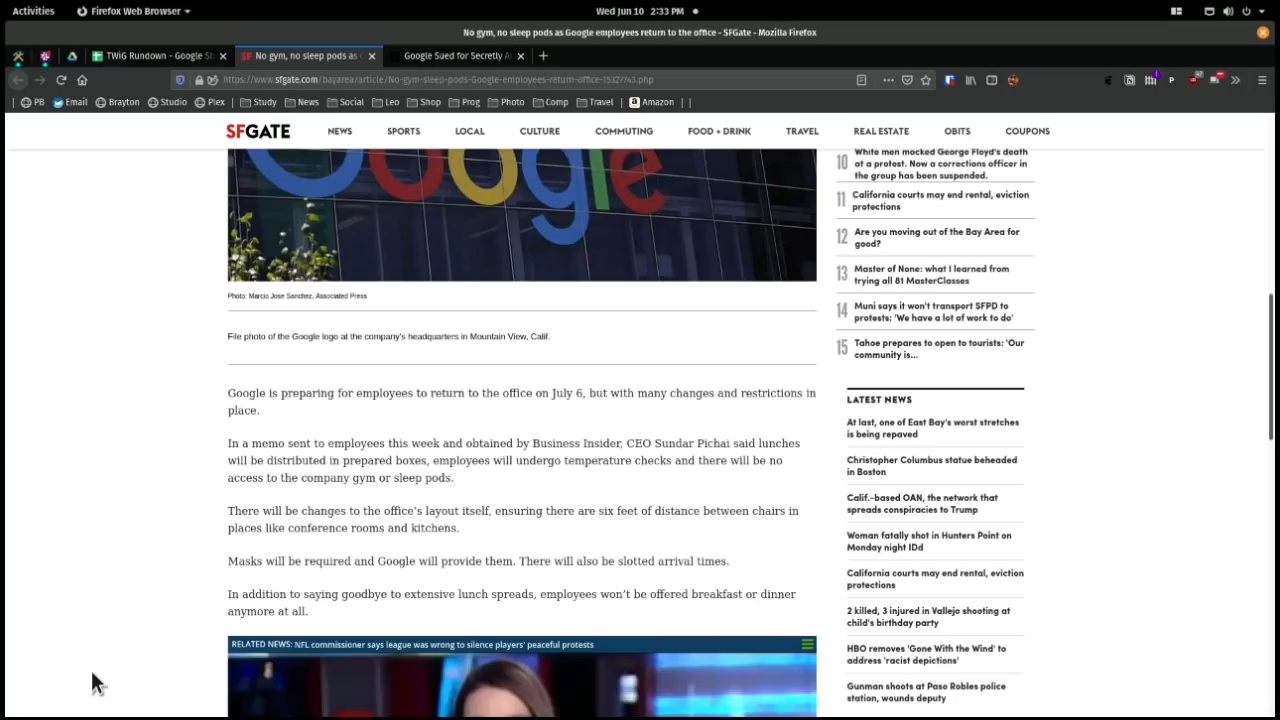 Activities Firefox Web Browser Wed Jun 10 2:33 PM
No gym, no sleep pods as Google employees return to the office - SFGate - Mozilla Firefox
TWiG Rundown - Google Sh No gym, no sleep pods as Google Sued for Secretly A
https://www.sfgate.com/bayarea/article/No-gym-sleep-pods-Google-employees-return-office-15327743.php
PB Email Brayton Studio Plex Study News Social Leo Shop Prog Photo Comp Travel Amazon
SFGATE NEWS SPORTS LOCAL CULTURE COMMUTING FOOD + DRINK TRAVEL REAL ESTATE OBITS COUPONS
Google
Photo: Marcio Jose Sanchez, Associated Press
File photo of the Google logo at the company's headquarters in Mountain View, Calif.
Google is preparing for employees to return to the office on July 6, but with many changes and restrictions in
place.
In a memo sent to employees this week and obtained by Business Insider, CEO Sundar Pichai said lunches
will be distributed in prepared boxes, employees will undergo temperature checks and there will be no
access to the company gym or sleep pods.
There will be changes to the office’s layout itself, ensuring there are six feet of distance between chairs in
places like conference rooms and kitchens.
Masks will be required and Google will provide them. There will also be slotted arrival times.
In addition to saying goodbye to extensive lunch spreads, employees won’t be offered breakfast or dinner
anymore at all.
RELATED NEWS: NFL commissioner says league was wrong to silence players' peaceful protests
10 White men mocked George Floyd's death
at a protest. Now a corrections officer in
the group has been suspended.
11 California courts may end rental, eviction
protections
12 Are you moving out of the Bay Area for
good?
13 Master of None: what I learned from
trying all 81 MasterClasses
14 Muni says it won't transport SFPD to
protests: 'We have a lot of work to do'
15 Tahoe prepares to open to tourists: 'Our
community is...
LATEST NEWS
At last, one of East Bay's worst stretches
is being repaved
Christopher Columbus statue beheaded
in Boston
Calif.-based OAN, the network that
spreads conspiracies to Trump
Woman fatally shot in Hunters Point on
Monday night IDd
California courts may end rental, eviction
protections
2 killed, 3 injured in Vallejo shooting at
child's birthday party
HBO removes 'Gone With the Wind' to
address 'racist depictions'
Gunman shoots at Paso Robles police
station, wounds deputy